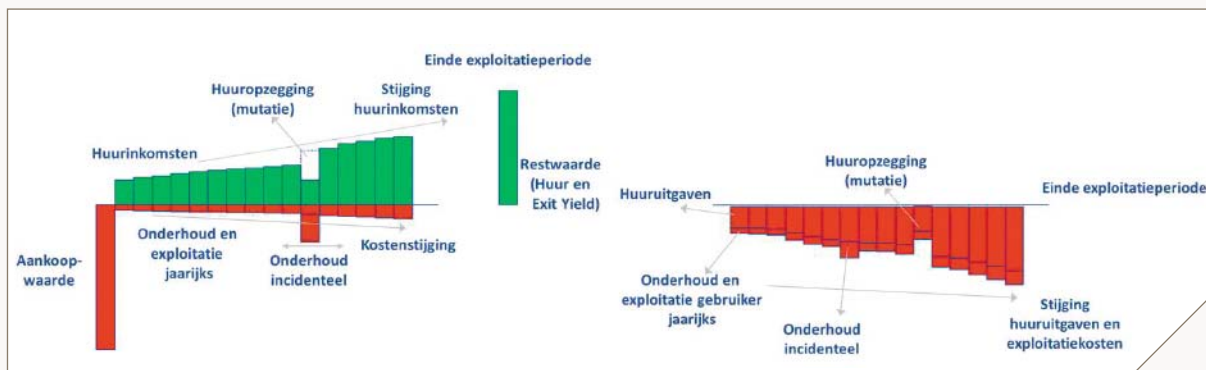 Einde exploitatieperiode
Huuropzegging
(mutatie)
Stijging
huurinkomsten
Huurinkomsten
Restwaarde
(Huur en
Exit Yield)
Onderhoud en
exploitatie
jaarijks
Kostenstijging
Onderhoud
incidenteel
Aankoop-
waarde
Huuropzegging
(mutatie)
Einde exploitatieperiode
Huuruitgaven
Onderhoud en
exploitatie gebruiker
jaarijks
Onderhoud
incidenteel
Stijging
huuruitgaven en
exploitatiekosten